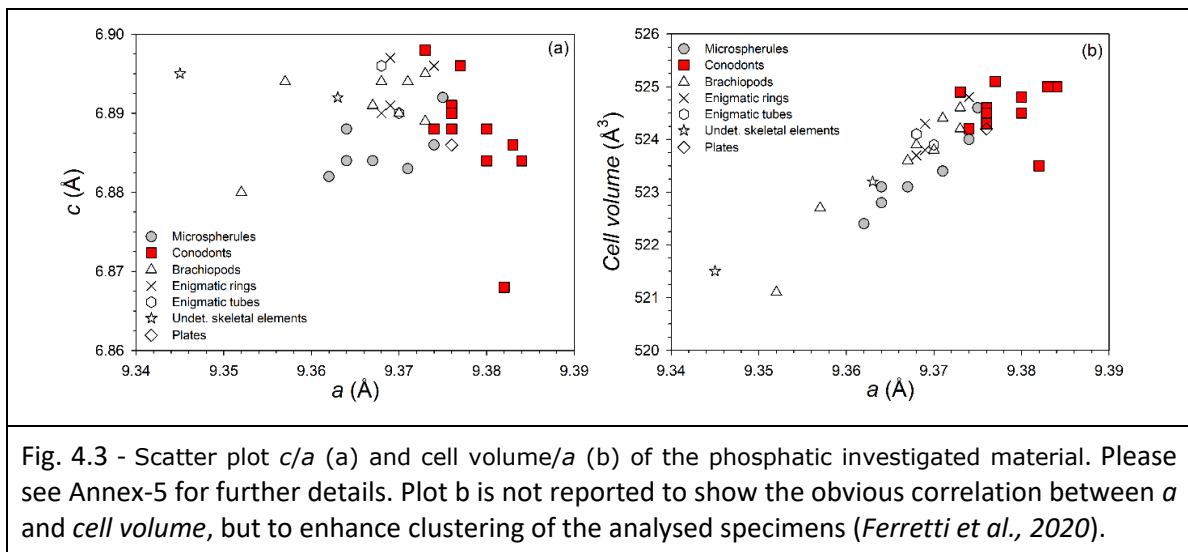 6.90
6.89
6.88
6.87
6.86
c (Å)
(a)
Microspherules
Conodonts
Brachiopods
Enigmatic rings
Enigmatic tubes
Undet. skeletal elements
Plates
9.34 9.35 9.36 9.37 9.38 9.39
a (Å)
526
525
524
523
522
521
520
Cell volume (Å³)
(b)
Microspherules
Conodonts
Brachiopods
Enigmatic rings
Enigmatic tubes
Undet. skeletal elements
Plates
9.34 9.35 9.36 9.37 9.38 9.39
a (Å)
Fig. 4.3 - Scatter plot c/a (a) and cell volume/a (b) of the phosphatic investigated material. Please
see Annex-5 for further details. Plot b is not reported to show the obvious correlation between a
and cell volume, but to enhance clustering of the analysed specimens (Ferretti et al., 2020).